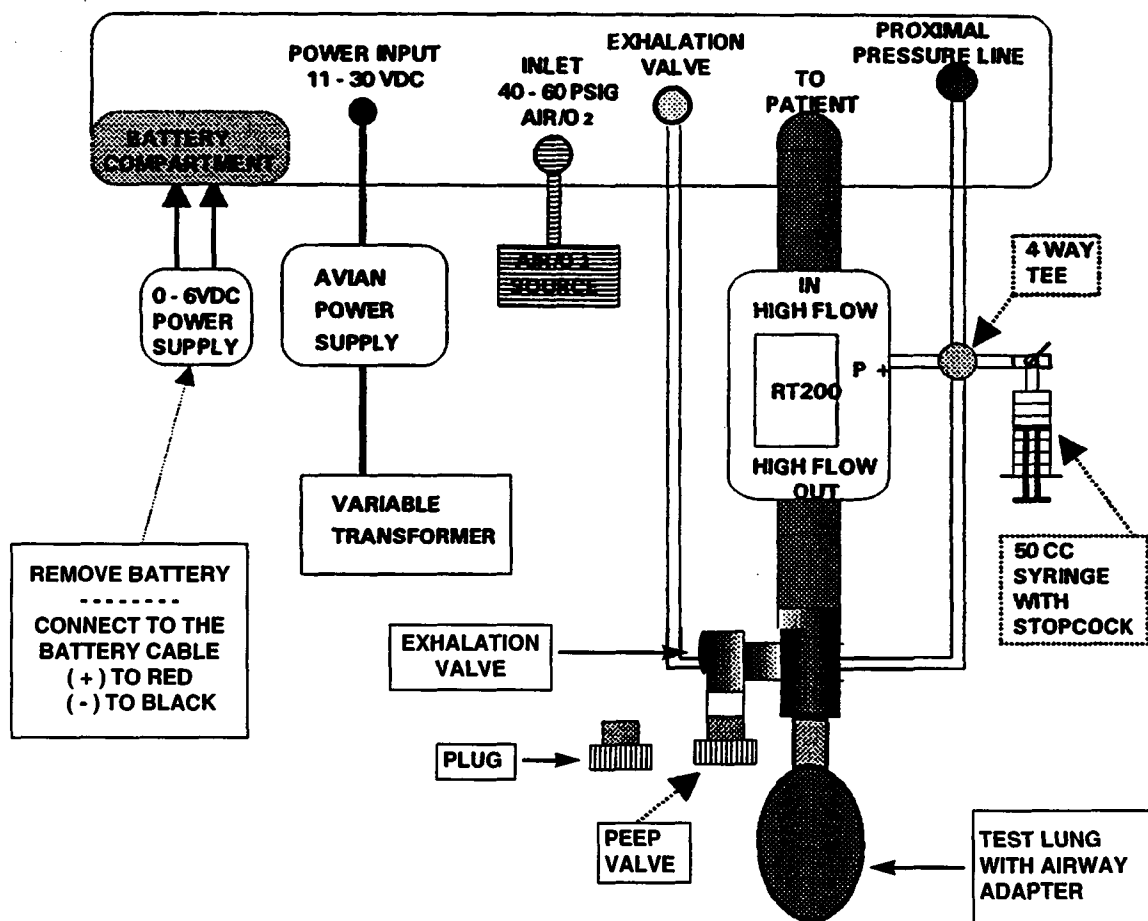 POWER INPUT
11 - 30 VDC
INLET
40 - 60 PSIG
AIR/O 2
EXHALATION
VALVE
TO
PATIENT
PROXIMAL
PRESSURE LINE
BATTERY
COMPARTMENT
0 - 6VDC
POWER
SUPPLY
AVIAN
POWER
SUPPLY
AIR/O 2
SOURCE
IN
HIGH FLOW
RT200
P +
HIGH FLOW
OUT
4 WAY
TEE
VARIABLE
TRANSFORMER
50 CC
SYRINGE
WITH
STOPCOCK
REMOVE BATTERY
--------
CONNECT TO THE
BATTERY CABLE
( + ) TO RED
( - ) TO BLACK
EXHALATION
VALVE
PLUG
PEEP
VALVE
TEST LUNG
WITH AIRWAY
ADAPTER